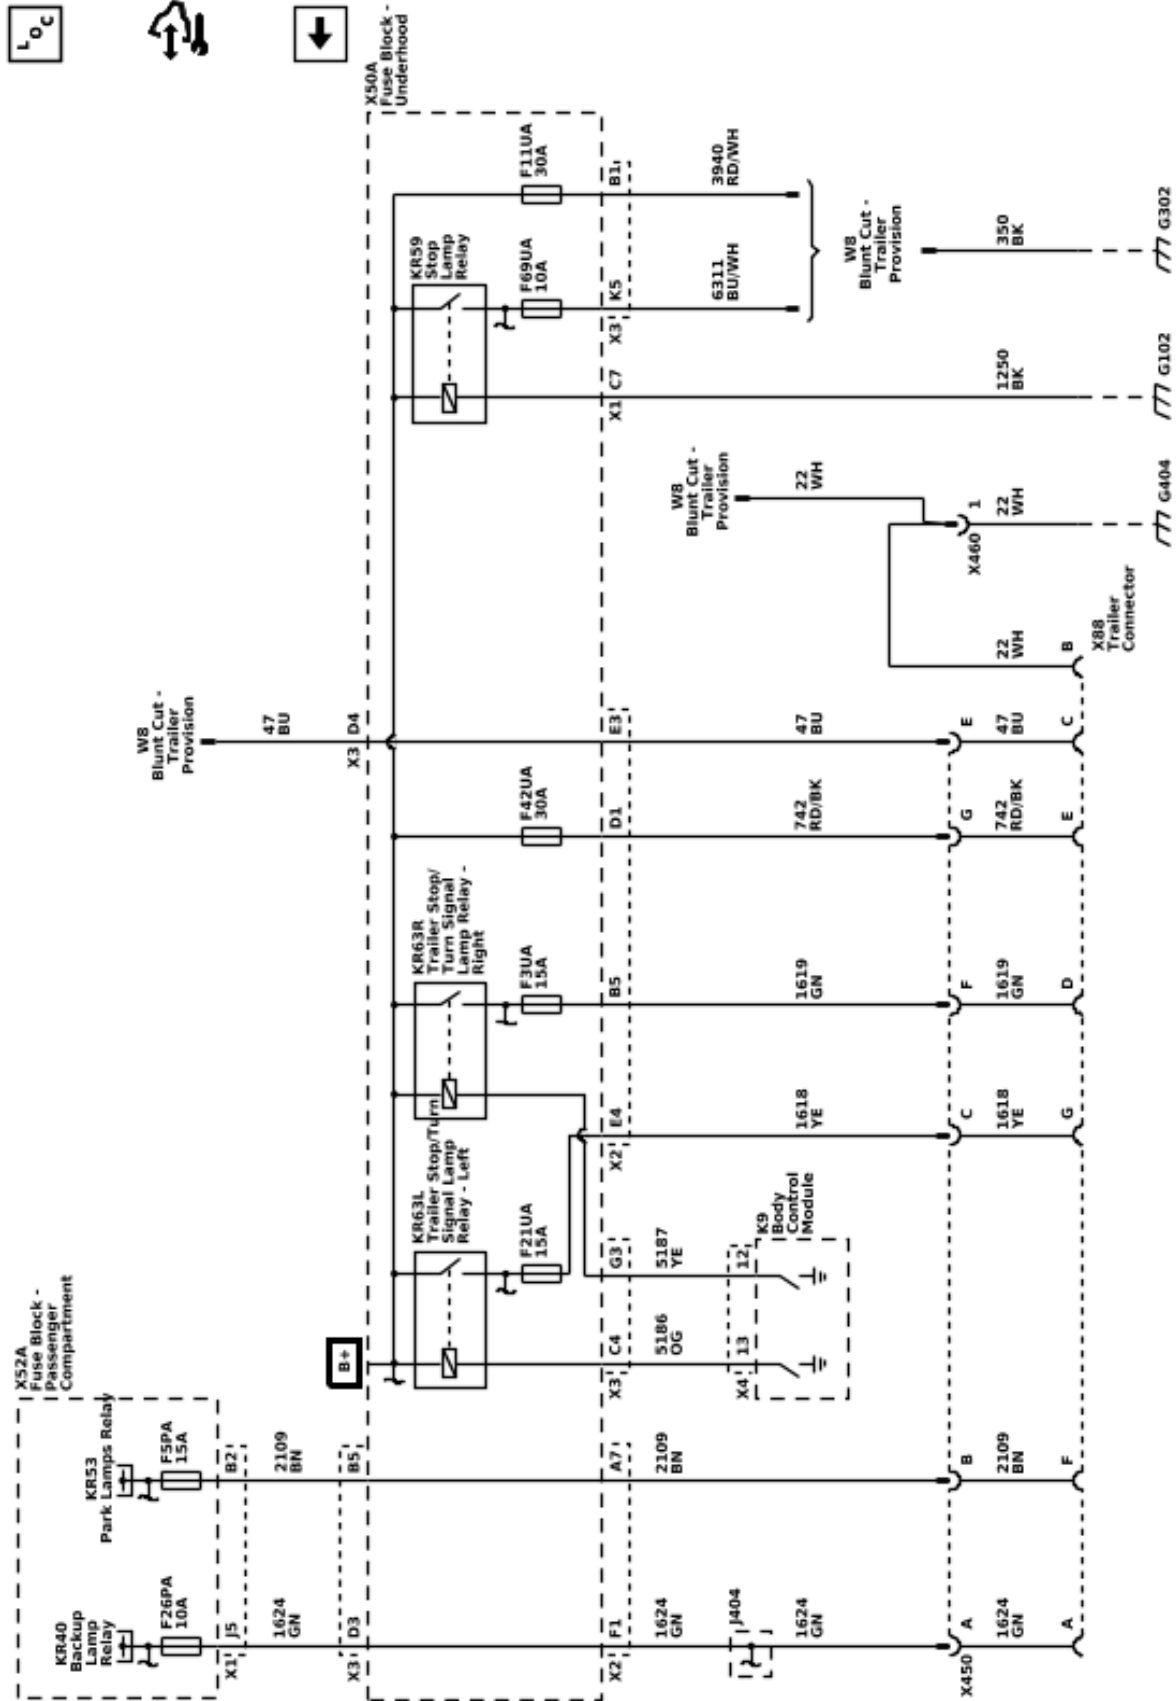 L
O
C
X52A
Fuse Block -
Passenger
Compartment
KR40
Backup
Lamp
Relay
KR53
Park Lamps Relay
F26PA
10A
F5PA
15A
X1
J5
B2
1624
GN
2109
BN
W8
Blunt Cut -
Trailer
Provision
47
BU
X3
D3
B5
X3
D4
B+
X50A
Fuse Block -
Underhood
KR63L
Trailer Stop/Turn
Signal Lamp
Relay - Left
KR63R
Trailer Stop/
Turn Signal
Lamp Relay -
Right
KR59
Stop
Lamp
Relay
F21UA
15A
F3UA
15A
F42UA
30A
F69UA
10A
F11UA
30A
X2
F1
A7
X3
C4
G3
X2
E4
B5
D1
E3
X1
C7
X3
K5
B1
1624
GN
2109
BN
5186
OG
5187
YE
6311
BU/WH
3940
RD/WH
W8
Blunt Cut -
Trailer
Provision
J404
X4
13
12
K9
Body
Control
Module
1624
GN
1618
YE
1619
GN
742
RD/BK
47
BU
22
WH
W8
Blunt Cut -
Trailer
Provision
X450
A
B
C
F
G
E
X460
1
1624
GN
2109
BN
1618
YE
1619
GN
742
RD/BK
47
BU
22
WH
22
WH
1250
BK
350
BK
A
F
G
D
E
C
B
X88
Trailer
Connector
G404
G102
G302